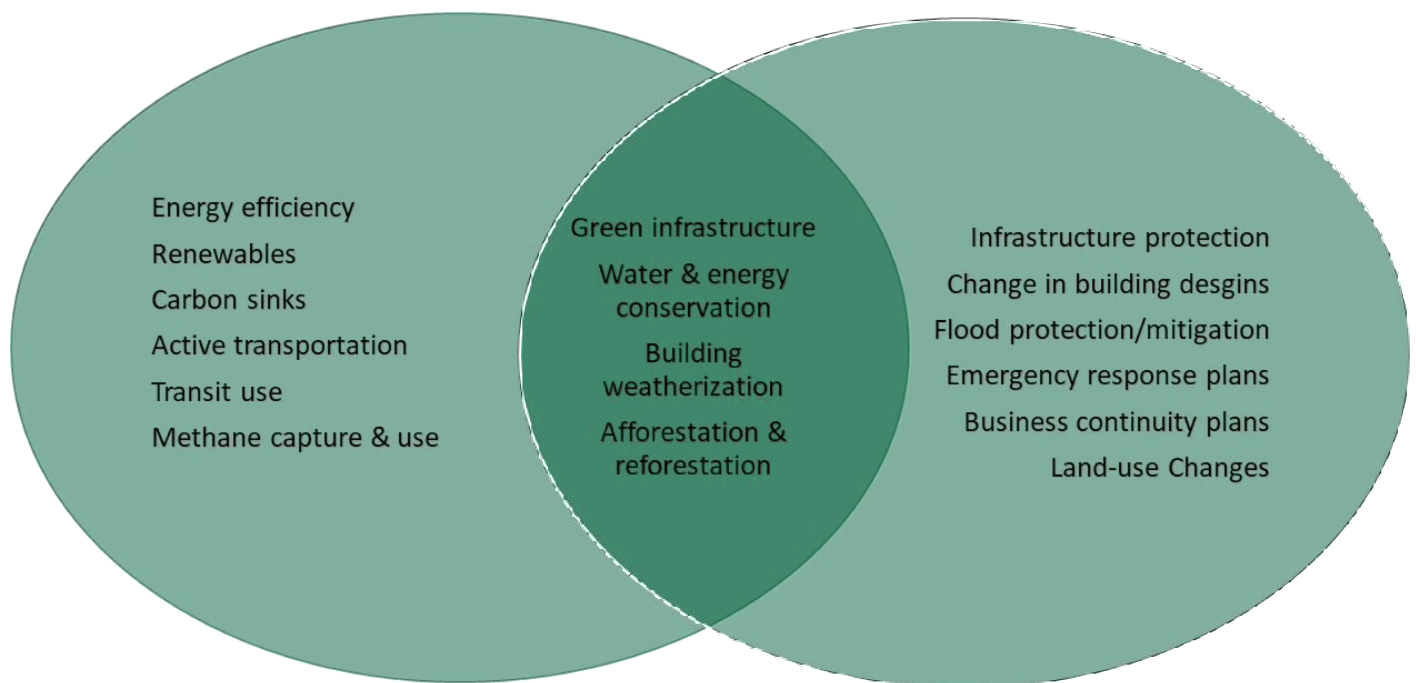 Energy efficiency
Renewables
Carbon sinks
Active transportation
Transit use
Methane capture & use
Green infrastructure
Water & energy
conservation
Building
weatherization
Afforestation &
reforestation
Infrastructure protection
Change in building desgins
Flood protection/mitigation
Emergency response plans
Business continuity plans
Land-use Changes